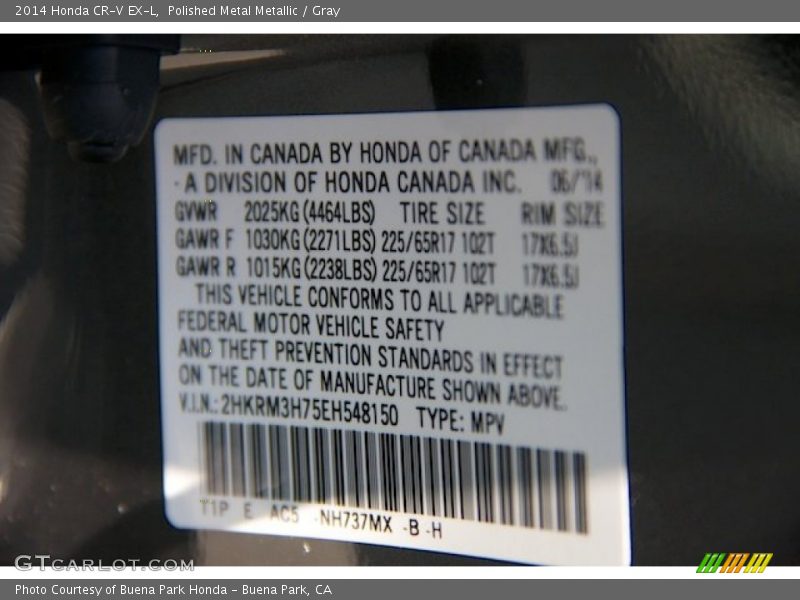 2014 Honda CR-V EX-L, Polished Metal Metallic / Gray
MFD. IN CANADA BY HONDA OF CANADA MFG.,
A DIVISION OF HONDA CANADA INC. 06/14
GVWR 2025KG (4464LBS) TIRE SIZE RIM SIZE
GAWR F 1030KG (2271LBS) 225/65R17 102T 17X6.5J
GAWR R 1015KG (2238LBS) 225/65R17 102T 17X6.5J
THIS VEHICLE CONFORMS TO ALL APPLICABLE
FEDERAL MOTOR VEHICLE SAFETY
AND THEFT PREVENTION STANDARDS IN EFFECT
ON THE DATE OF MANUFACTURE SHOWN ABOVE.
V.I.N.: 2HKRM3H75EH548150 TYPE: MPV
T1P E AC5 -NH737MX -B -H
GTCARLOT.COM
Photo Courtesy of Buena Park Honda - Buena Park, CA